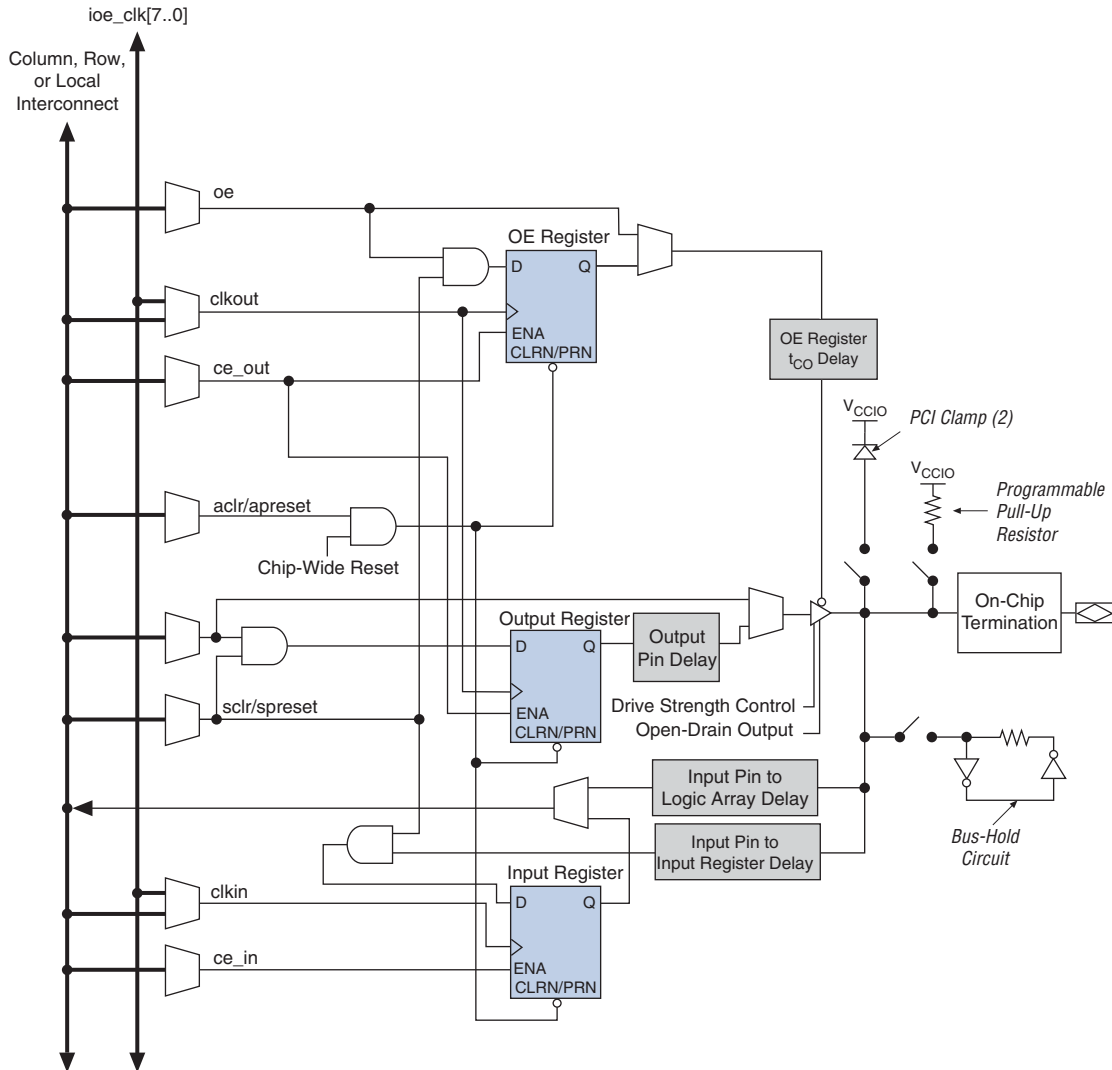 ioe_clk[7..0]
Column, Row,
or Local
Interconnect
oe
OE Register
D Q
clkout
ENA
CLRN/PRN
OE Register
tCO Delay
ce_out
VCCIO
PCI Clamp (2)
VCCIO
Programmable
Pull-Up
Resistor
aclr/apreset
Chip-Wide Reset
On-Chip
Termination
Output Register
D Q
Output
Pin Delay
ENA
CLRN/PRN
sclr/spreset
Drive Strength Control
Open-Drain Output
Input Pin to
Logic Array Delay
Input Pin to
Input Register Delay
Bus-Hold
Circuit
Input Register
D Q
clkin
ENA
CLRN/PRN
ce_in